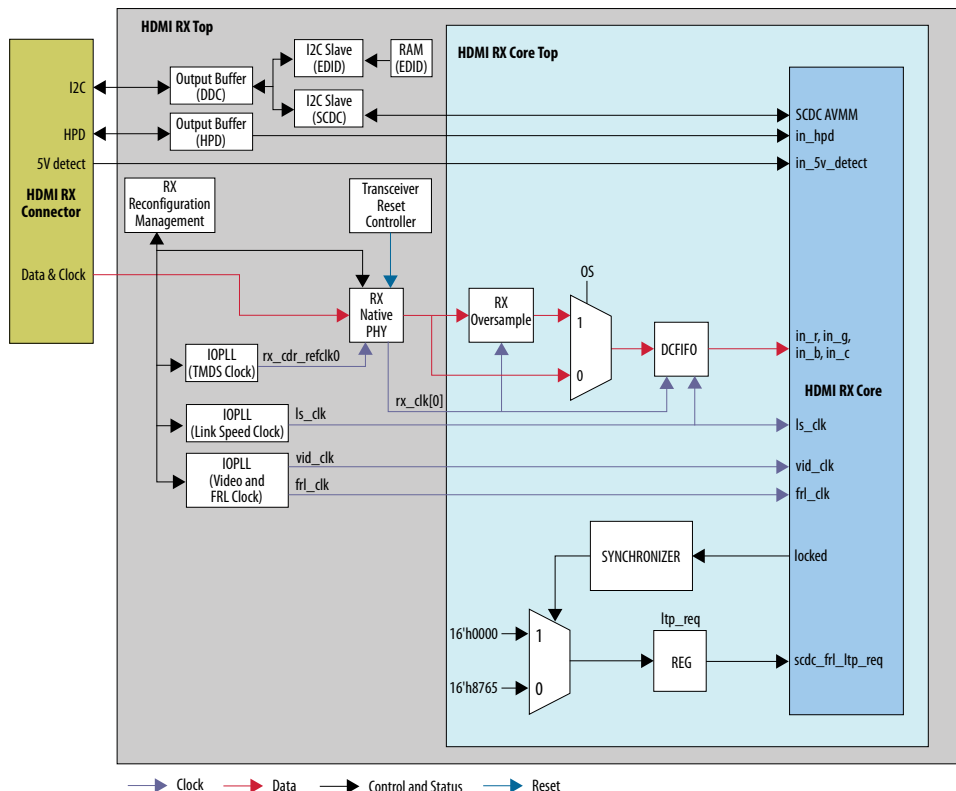 HDMI RX Top
HDMI RX Core Top
I2C
HPD
5V detect
HDMI RX
Connector
Data & Clock
Output Buffer
(DDC)
I2C Slave
(EDID)
RAM
(EDID)
I2C Slave
(SCDC)
Output Buffer
(HPD)
SCDC AVMM
in_hpd
in_5v_detect
RX
Reconfiguration
Management
Transceiver
Reset
Controller
RX
Native
PHY
RX
Oversample
OS
1
0
DCFIFO
in_r, in_g,
in_b, in_c
HDMI RX Core
IOPLL
(TMDS Clock)
rx_cdr_refclk0
rx_clk[0]
IOPLL
(Link Speed Clock)
ls_clk
ls_clk
IOPLL
(Video and
FRL Clock)
vid_clk
frl_clk
vid_clk
frl_clk
SYNCHRONIZER
locked
16'h0000
16'h8765
1
0
ltp_req
REG
scdc_frl_ltp_req
Clock
Data
Control and Status
Reset